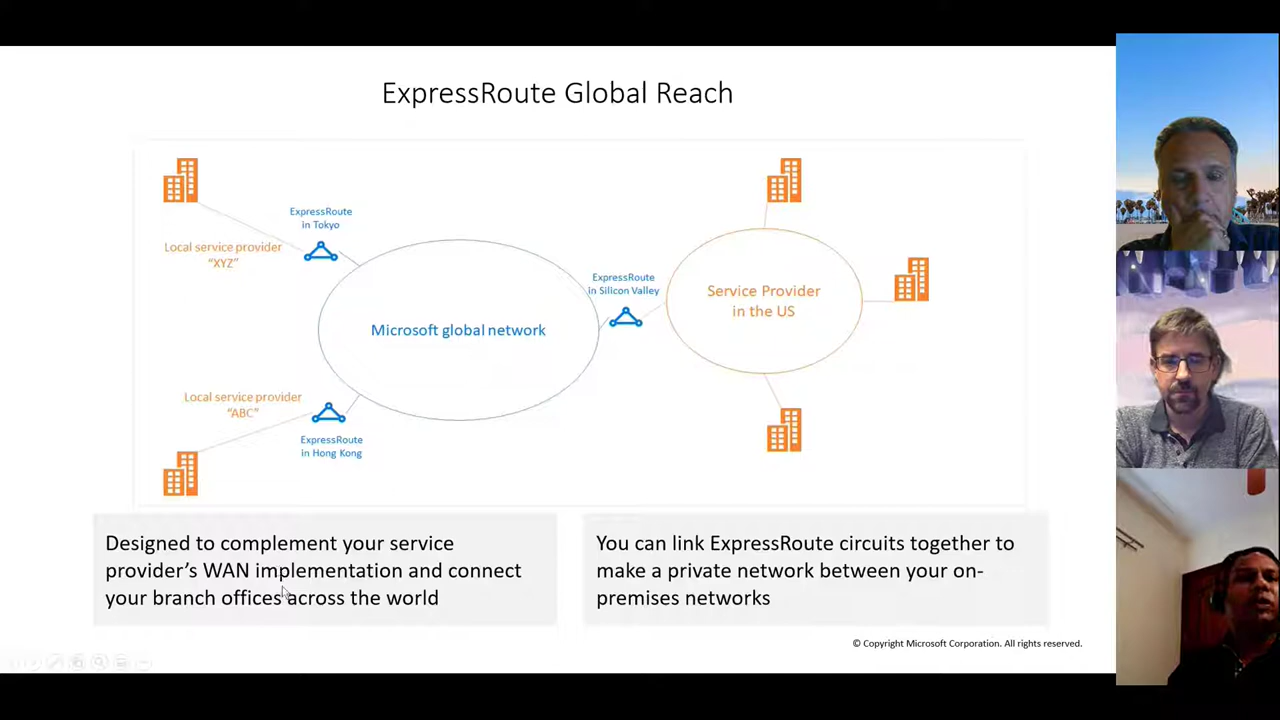 ExpressRoute Global Reach
ExpressRoute
in Tokyo
Local service provider
“XYZ”
ExpressRoute
in Silicon Valley
Service Provider
in the US
Microsoft global network
Local service provider
“ABC”
ExpressRoute
in Hong Kong
Designed to complement your service
provider’s WAN implementation and connect
your branch offices across the world
You can link ExpressRoute circuits together to
make a private network between your on-
premises networks
© Copyright Microsoft Corporation. All rights reserved.